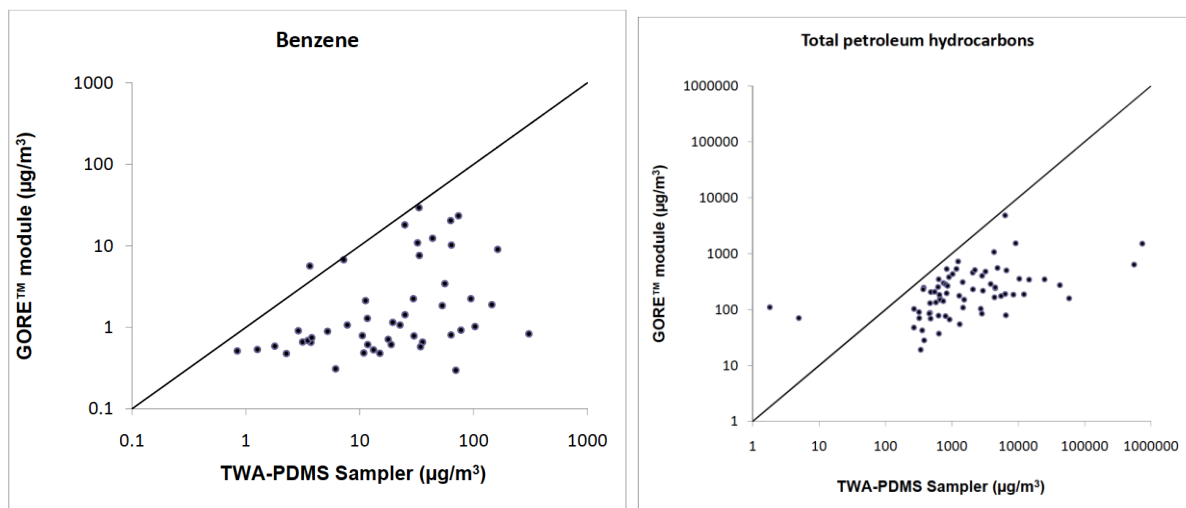 Benzene
GORE™ module (µg/m³)
1000
100
10
1
0.1
0.1 1 10 100 1000
TWA-PDMS Sampler (µg/m³)
Total petroleum hydrocarbons
GORE™ module (µg/m³)
1000000
100000
10000
1000
100
10
1
1 10 100 1000 10000 100000 1000000
TWA-PDMS Sampler (µg/m³)